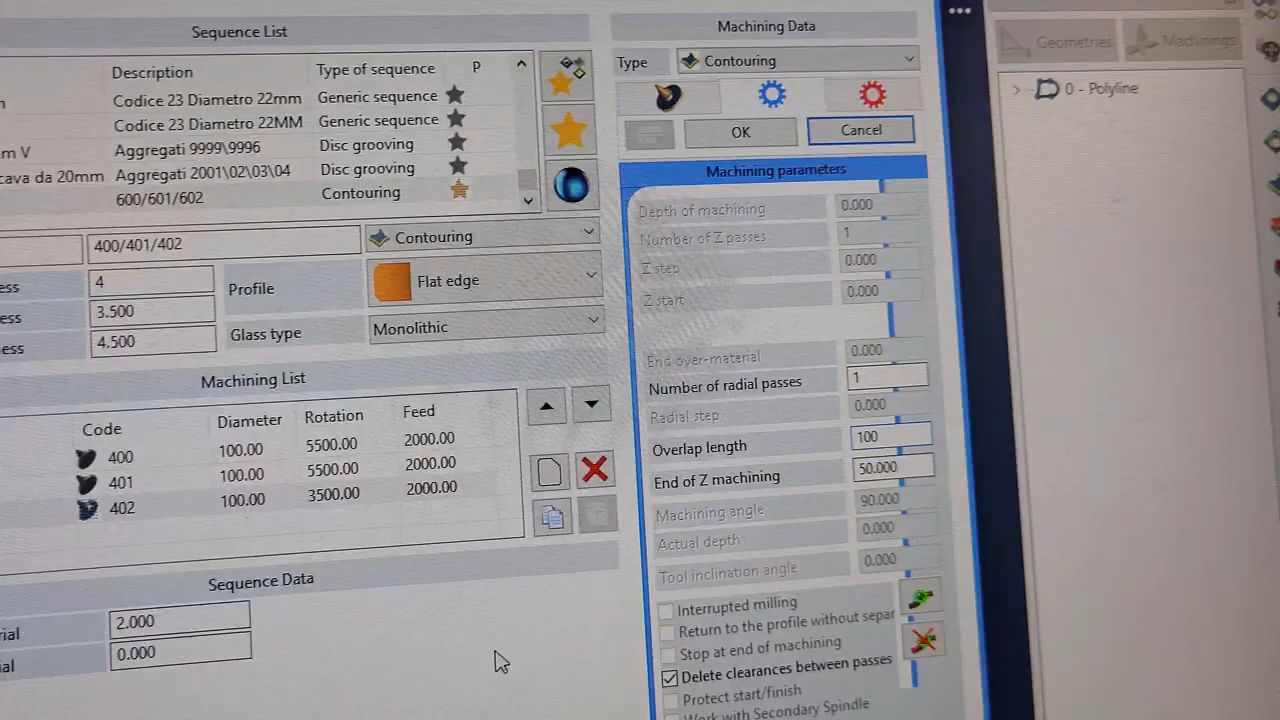 Sequence List
Description Type of sequence P
Codice 23 Diametro 22mm Generic sequence
Codice 23 Diametro 22MM Generic sequence
m V Aggregati 9999\9996 Disc grooving
cava da 20mm Aggregati 2001\02\03\04 Disc grooving
600/601/602 Contouring
400/401/402 Contouring
ess 4 Profile Flat edge
ess 3.500
Glass type Monolithic
ness 4.500
Machining List
Code Diameter Rotation Feed
400 100.00 5500.00 2000.00
401 100.00 5500.00 2000.00
402 100.00 3500.00 2000.00
Sequence Data
rial 2.000
ial 0.000
Machining Data
Type Contouring
OK Cancel
Machining parameters
Depth of machining 0.000
Number of Z passes 1
Z step 0.000
Z start 0.000
End over-material 0.000
Number of radial passes 1
Radial step 0.000
Overlap length 100
End of Z machining 50.000
Machining angle 90.000
Actual depth 0.000
Tool inclination angle 0.000
Interrupted milling
Return to the profile without separ
Stop at end of machining
Delete clearances between passes
Protect start/finish
Work with Secondary Spindle
Geometries Machinings
0 - Polyline